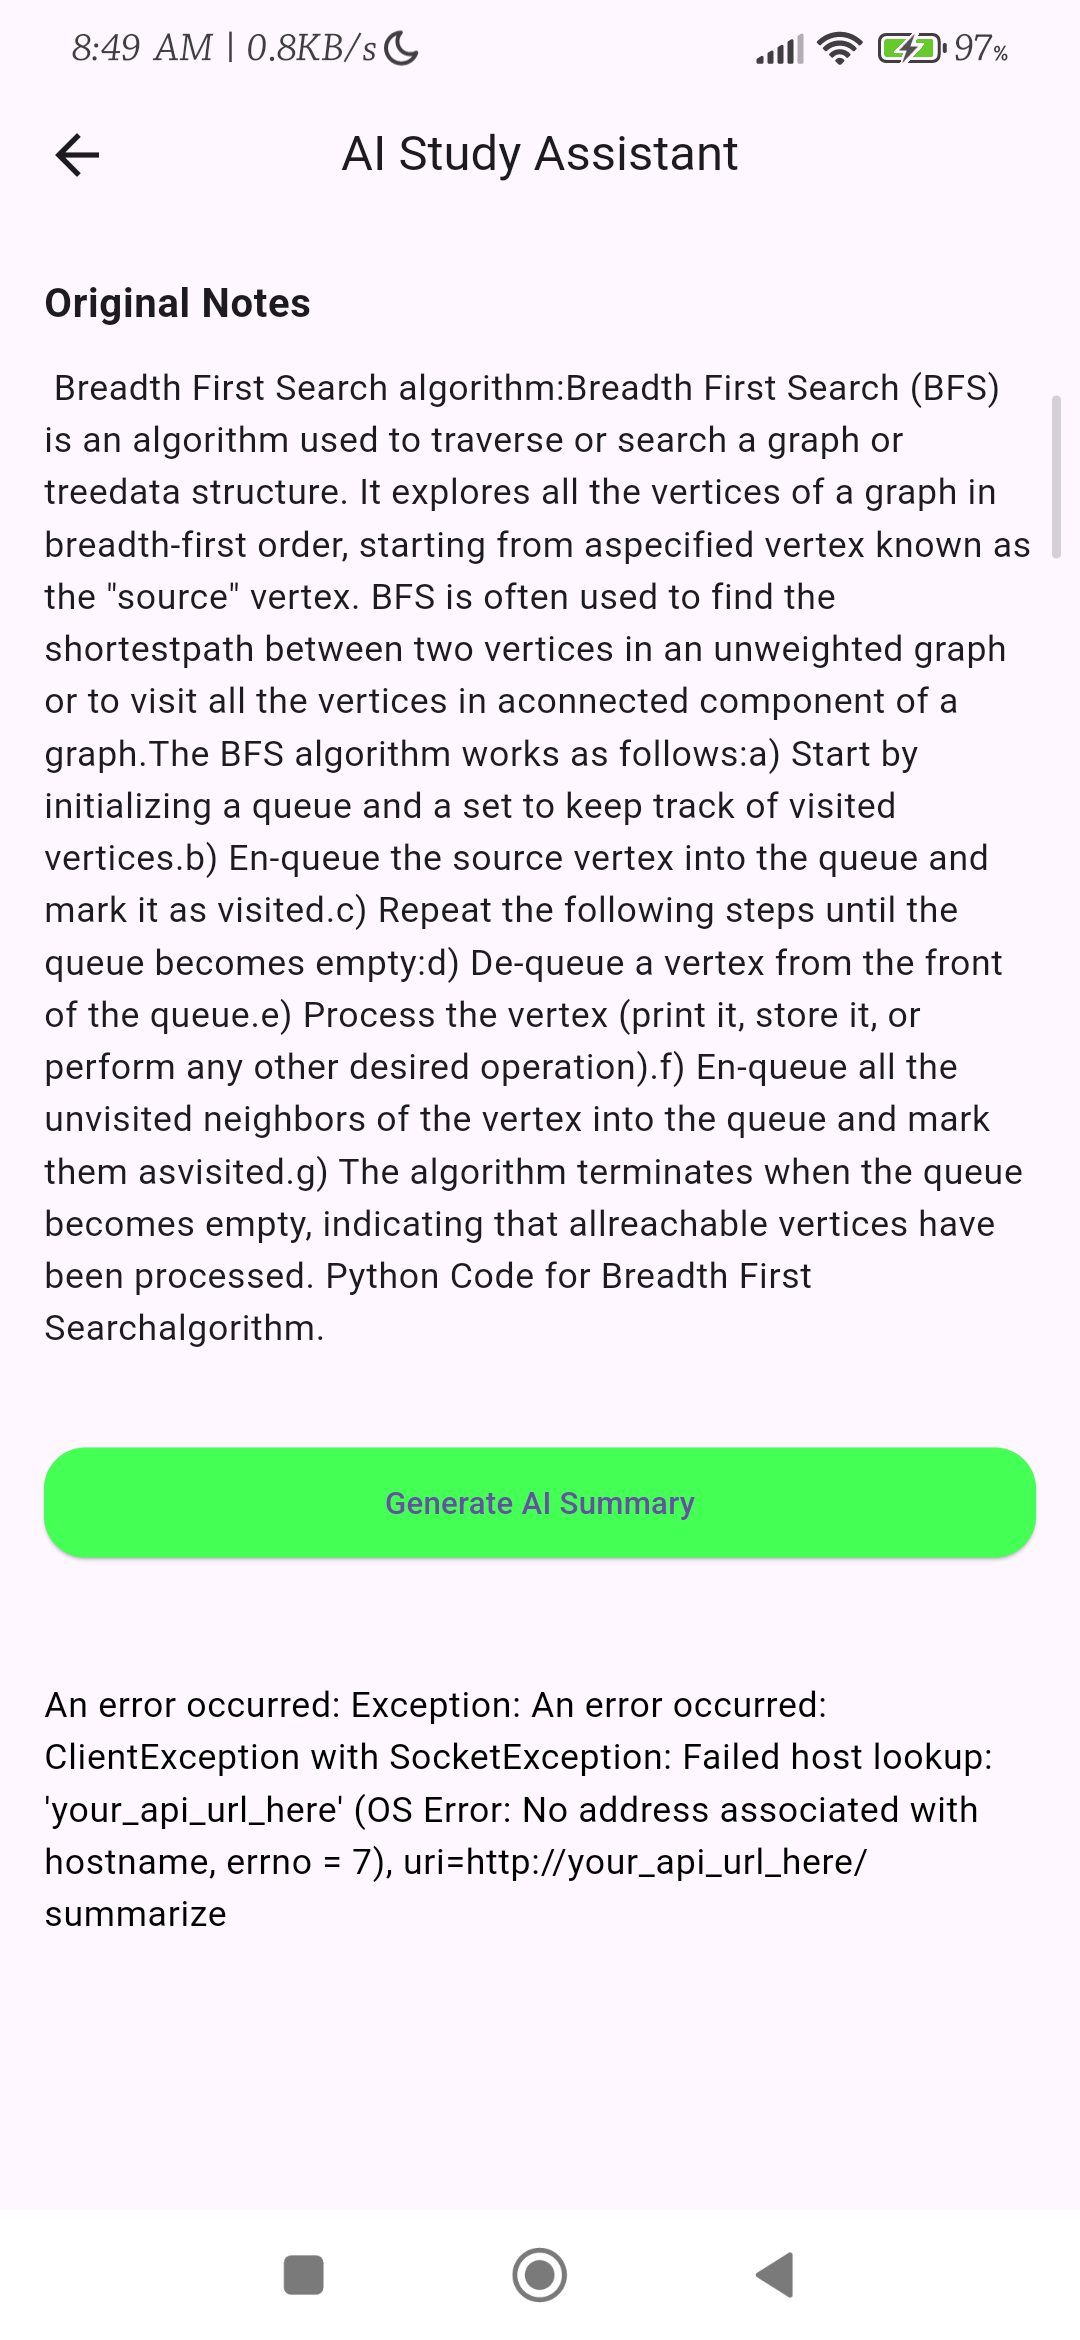 8:49 AM | 0.8KB/s
97%
AI Study Assistant
Original Notes
Breadth First Search algorithm:Breadth First Search (BFS)
is an algorithm used to traverse or search a graph or
treedata structure. It explores all the vertices of a graph in
breadth-first order, starting from aspecified vertex known as
the "source" vertex. BFS is often used to find the
shortestpath between two vertices in an unweighted graph
or to visit all the vertices in aconnected component of a
graph.The BFS algorithm works as follows:a) Start by
initializing a queue and a set to keep track of visited
vertices.b) En-queue the source vertex into the queue and
mark it as visited.c) Repeat the following steps until the
queue becomes empty:d) De-queue a vertex from the front
of the queue.e) Process the vertex (print it, store it, or
perform any other desired operation).f) En-queue all the
unvisited neighbors of the vertex into the queue and mark
them asvisited.g) The algorithm terminates when the queue
becomes empty, indicating that allreachable vertices have
been processed. Python Code for Breadth First
Searchalgorithm.
Generate AI Summary
An error occurred: Exception: An error occurred:
ClientException with SocketException: Failed host lookup:
'your_api_url_here' (OS Error: No address associated with
hostname, errno = 7), uri=http://your_api_url_here/
summarize